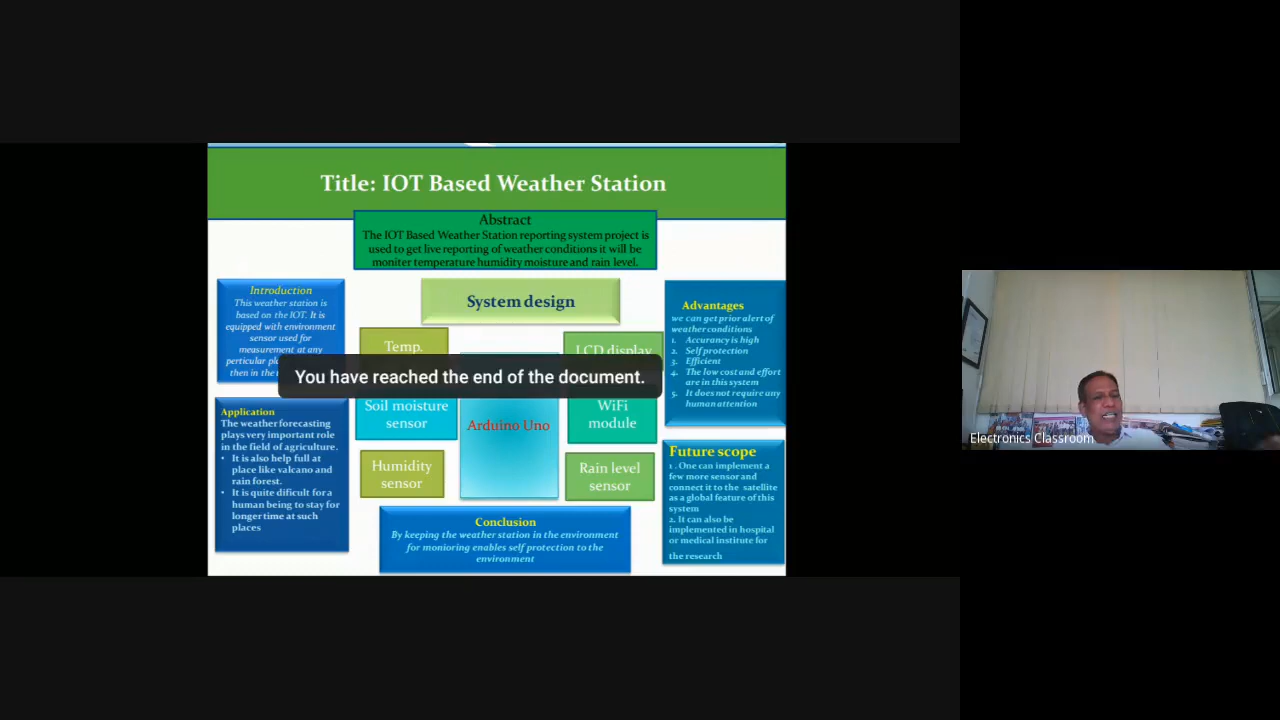 Title: IOT Based Weather Station
Abstract
The IOT Based Weather Station reporting system project is
used to get live reporting of weather conditions it will be
moniter temperature humidity moisture and rain level.
Introduction
This weather station is
based on the IOT. It is
equipped with environment
sensor used for
measurement at any
perticular
then in the
System design
Temp.
LCD display
You have reached the end of the document.
Soil moisture
sensor
Arduino Uno
WiFi
module
Humidity
sensor
Rain level
sensor
Advantages
we can get prior alert of
weather conditions
1. Accurancy is high
2. Self protection
3. Efficient
4. The low cost and effort
are in this system
5. It does not require any
human attention
Application
The weather forecasting
plays very important role
in the field of agriculture.
• It is also help full at
place like valcano and
rain forest.
• It is quite dificult for a
human being to stay for
longer time at such
places
Conclusion
By keeping the weather station in the environment
for monioring enables self protection to the
environment
Future scope
1 . One can implement a
few more sensor and
connect it to the satellite
as a global feature of this
system
2. It can also be
implemented in hospital
or medical institute for
the research
Electronics Classroom